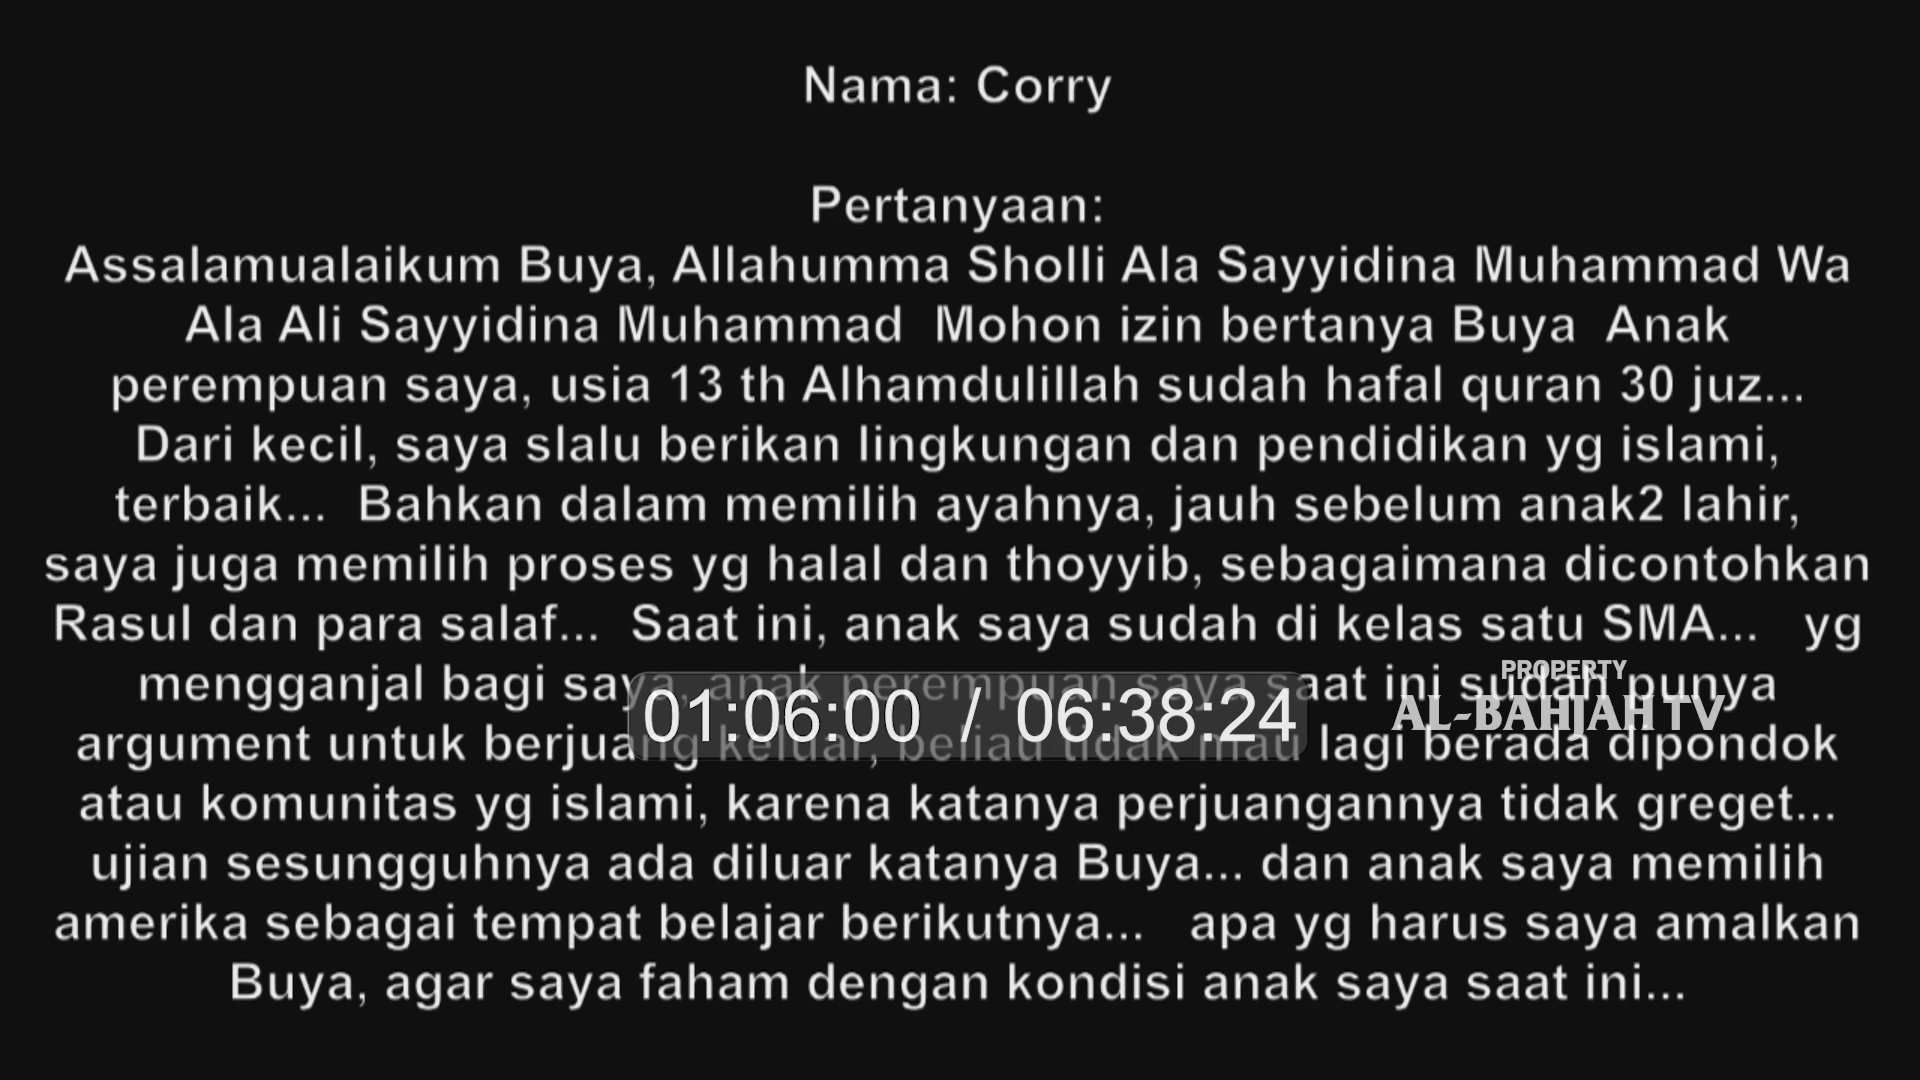 Nama: Corry
Pertanyaan:
Assalamualaikum Buya, Allahumma Sholli Ala Sayyidina Muhammad Wa
Ala Ali Sayyidina Muhammad  Mohon izin bertanya Buya  Anak
perempuan saya, usia 13 th Alhamdulillah sudah hafal quran 30 juz...
Dari kecil, saya slalu berikan lingkungan dan pendidikan yg islami,
terbaik...  Bahkan dalam memilih ayahnya, jauh sebelum anak2 lahir,
saya juga memilih proses yg halal dan thoyyib, sebagaimana dicontohkan
Rasul dan para salaf...  Saat ini, anak saya sudah di kelas satu SMA...   yg
mengganjal bagi saya, anak perempuan saya saat ini sudah punya
argument untuk berjuang keluar, beliau tidak mau lagi berada dipondok
atau komunitas yg islami, karena katanya perjuangannya tidak greget...
ujian sesungguhnya ada diluar katanya Buya... dan anak saya memilih
amerika sebagai tempat belajar berikutnya...   apa yg harus saya amalkan
Buya, agar saya faham dengan kondisi anak saya saat ini...
01:06:00 / 06:38:24
PROPERTY
AL-BAHJAH TV